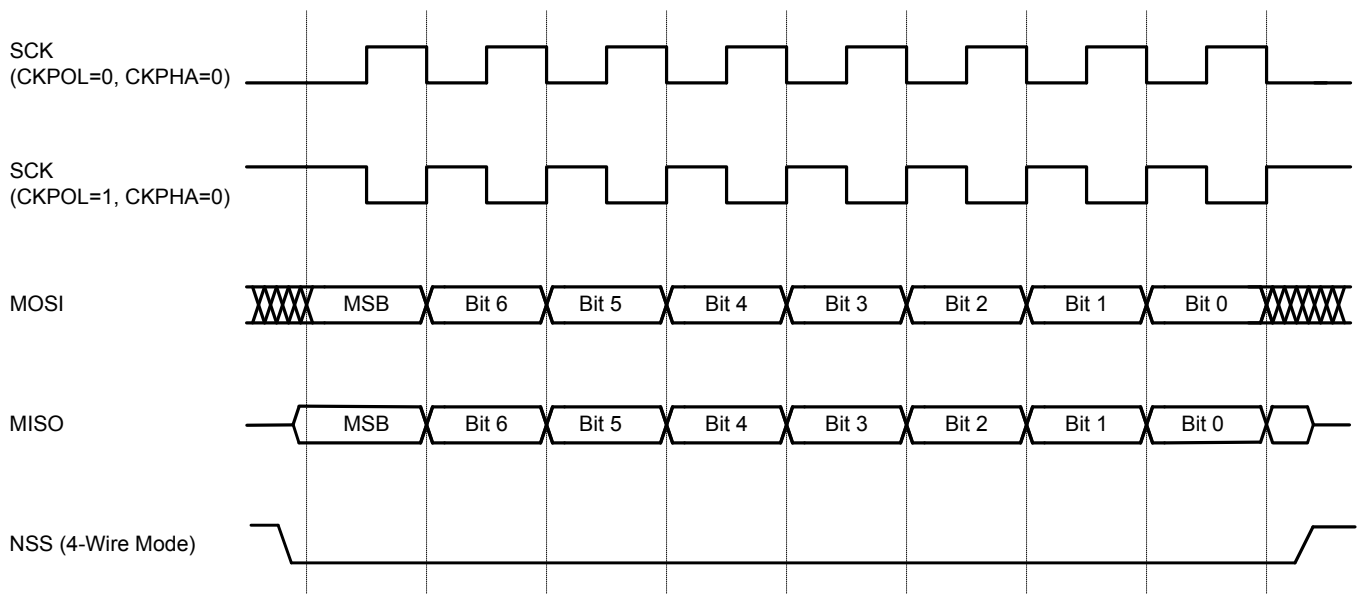 SCK
(CKPOL=0, CKPHA=0)
SCK
(CKPOL=1, CKPHA=0)
MOSI
MSB
Bit 6
Bit 5
Bit 4
Bit 3
Bit 2
Bit 1
Bit 0
MISO
MSB
Bit 6
Bit 5
Bit 4
Bit 3
Bit 2
Bit 1
Bit 0
NSS (4-Wire Mode)